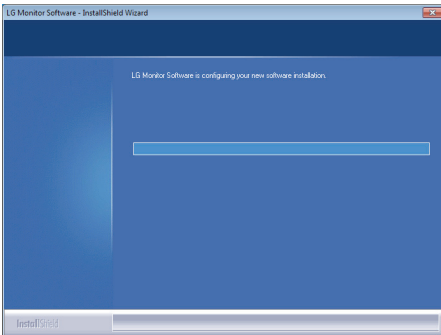 LG Monitor Software - InstallShield Wizard
LG Monitor Software is configuring your new software installation.
InstallShield